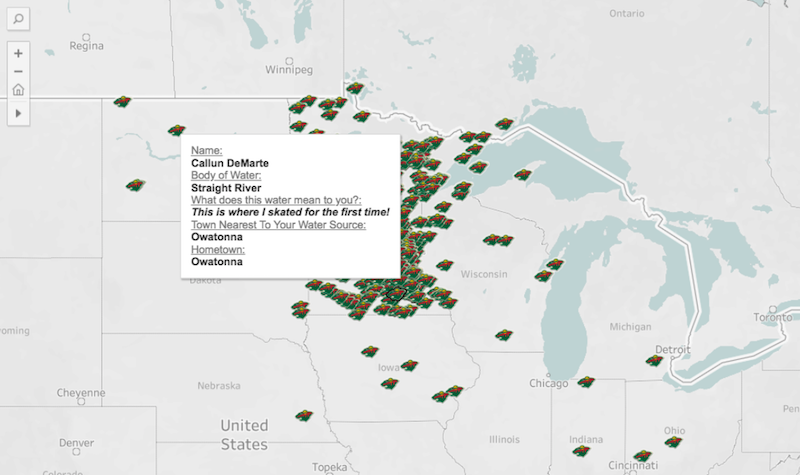 Ontario
Regina
Winnipeg
Name:
Callun DeMarte
Body of Water:
Straight River
What does this water mean to you?:
This is where I skated for the first time!
Town Nearest To Your Water Source:
Owatonna
Hometown:
Owatonna
Dakota
Wisconsin
Toronto
Michigan
Detroit
yoming
Iowa
Chicago
Cheyenne
Nebraska
United
States
Illinois
Indiana
Ohio
Denver
Cincinnati
Topeka
Colorado